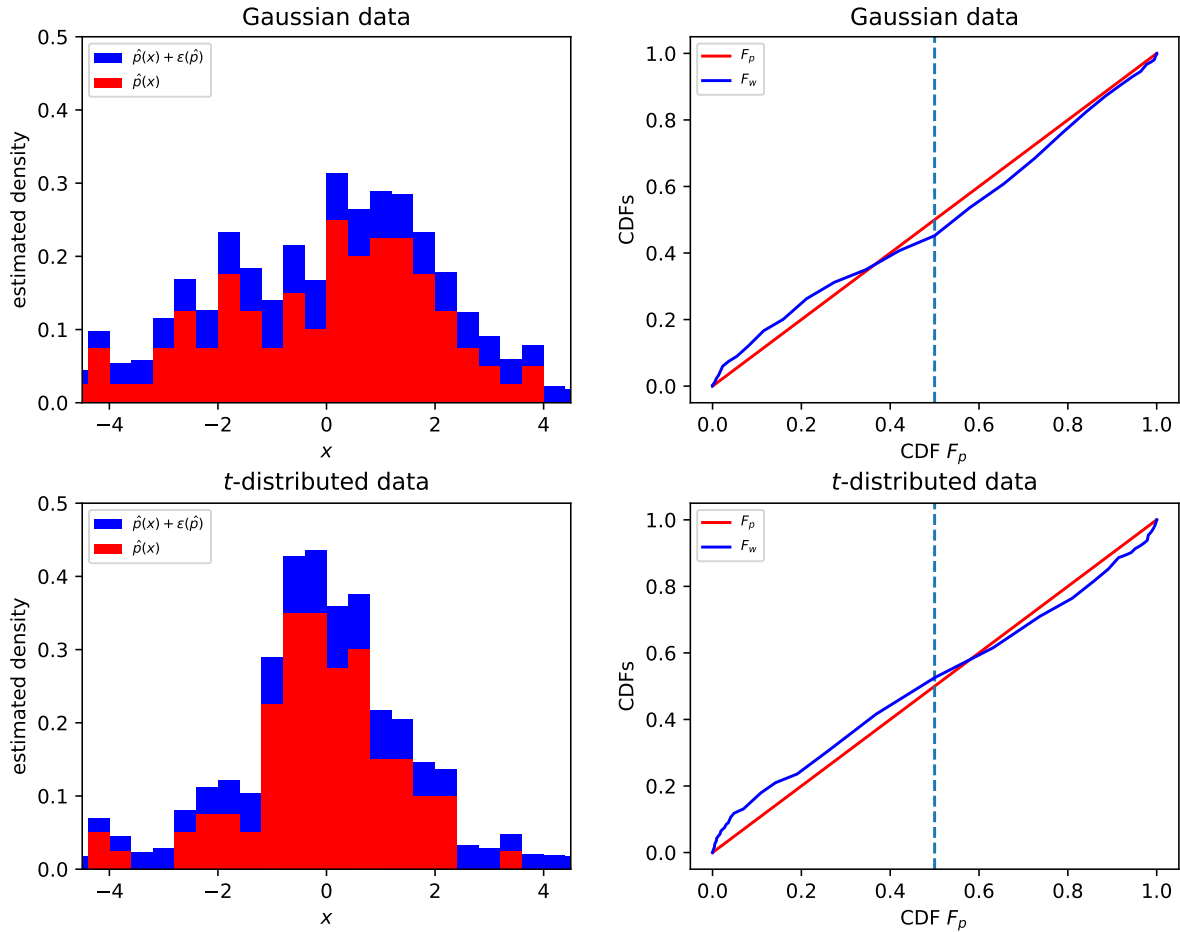 Gaussian data
0.5
0.4
0.3
0.2
0.1
0.0
estimated density
p̂(x) + ε(p̂)
p̂(x)
−4 −2 0 2 4
x
Gaussian data
1.0
0.8
0.6
0.4
0.2
0.0
CDFs
Fₚ
F_w
0.0 0.2 0.4 0.6 0.8 1.0
CDF Fₚ
t-distributed data
0.5
0.4
0.3
0.2
0.1
0.0
estimated density
p̂(x) + ε(p̂)
p̂(x)
−4 −2 0 2 4
x
t-distributed data
1.0
0.8
0.6
0.4
0.2
0.0
CDFs
Fₚ
F_w
0.0 0.2 0.4 0.6 0.8 1.0
CDF Fₚ